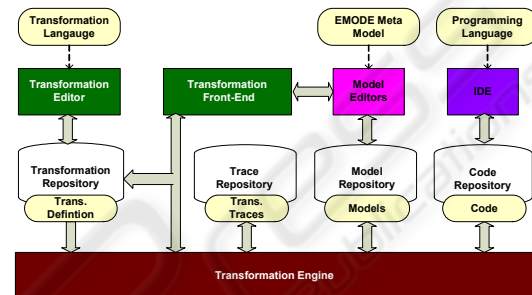 Transformation
Langauge
EMODE Meta
Model
Programming
Language
Transformation
Editor
Transformation
Front-End
Model
Editors
IDE
Transformation
Repository
Trans.
Defintion
Trace
Repository
Trans.
Traces
Model
Repository
Models
Code
Repository
Code
Transformation Engine